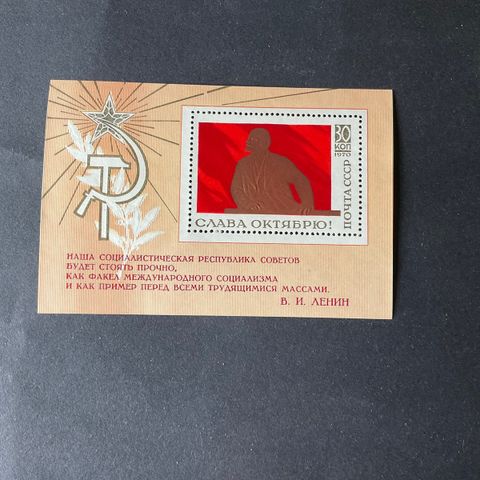 30
КОП
1970
ПОЧТА СССР
СЛАВА ОКТЯБРЮ!
НАША СОЦИАЛИСТИЧЕСКАЯ РЕСПУБЛИКА СОВЕТОВ
БУДЕТ СТОЯТЬ ПРОЧНО,
КАК ФАКЕЛ МЕЖДУНАРОДНОГО СОЦИАЛИЗМА
И КАК ПРИМЕР ПЕРЕД ВСЕМИ ТРУДЯЩИМИСЯ МАССАМИ.
В. И. ЛЕНИН